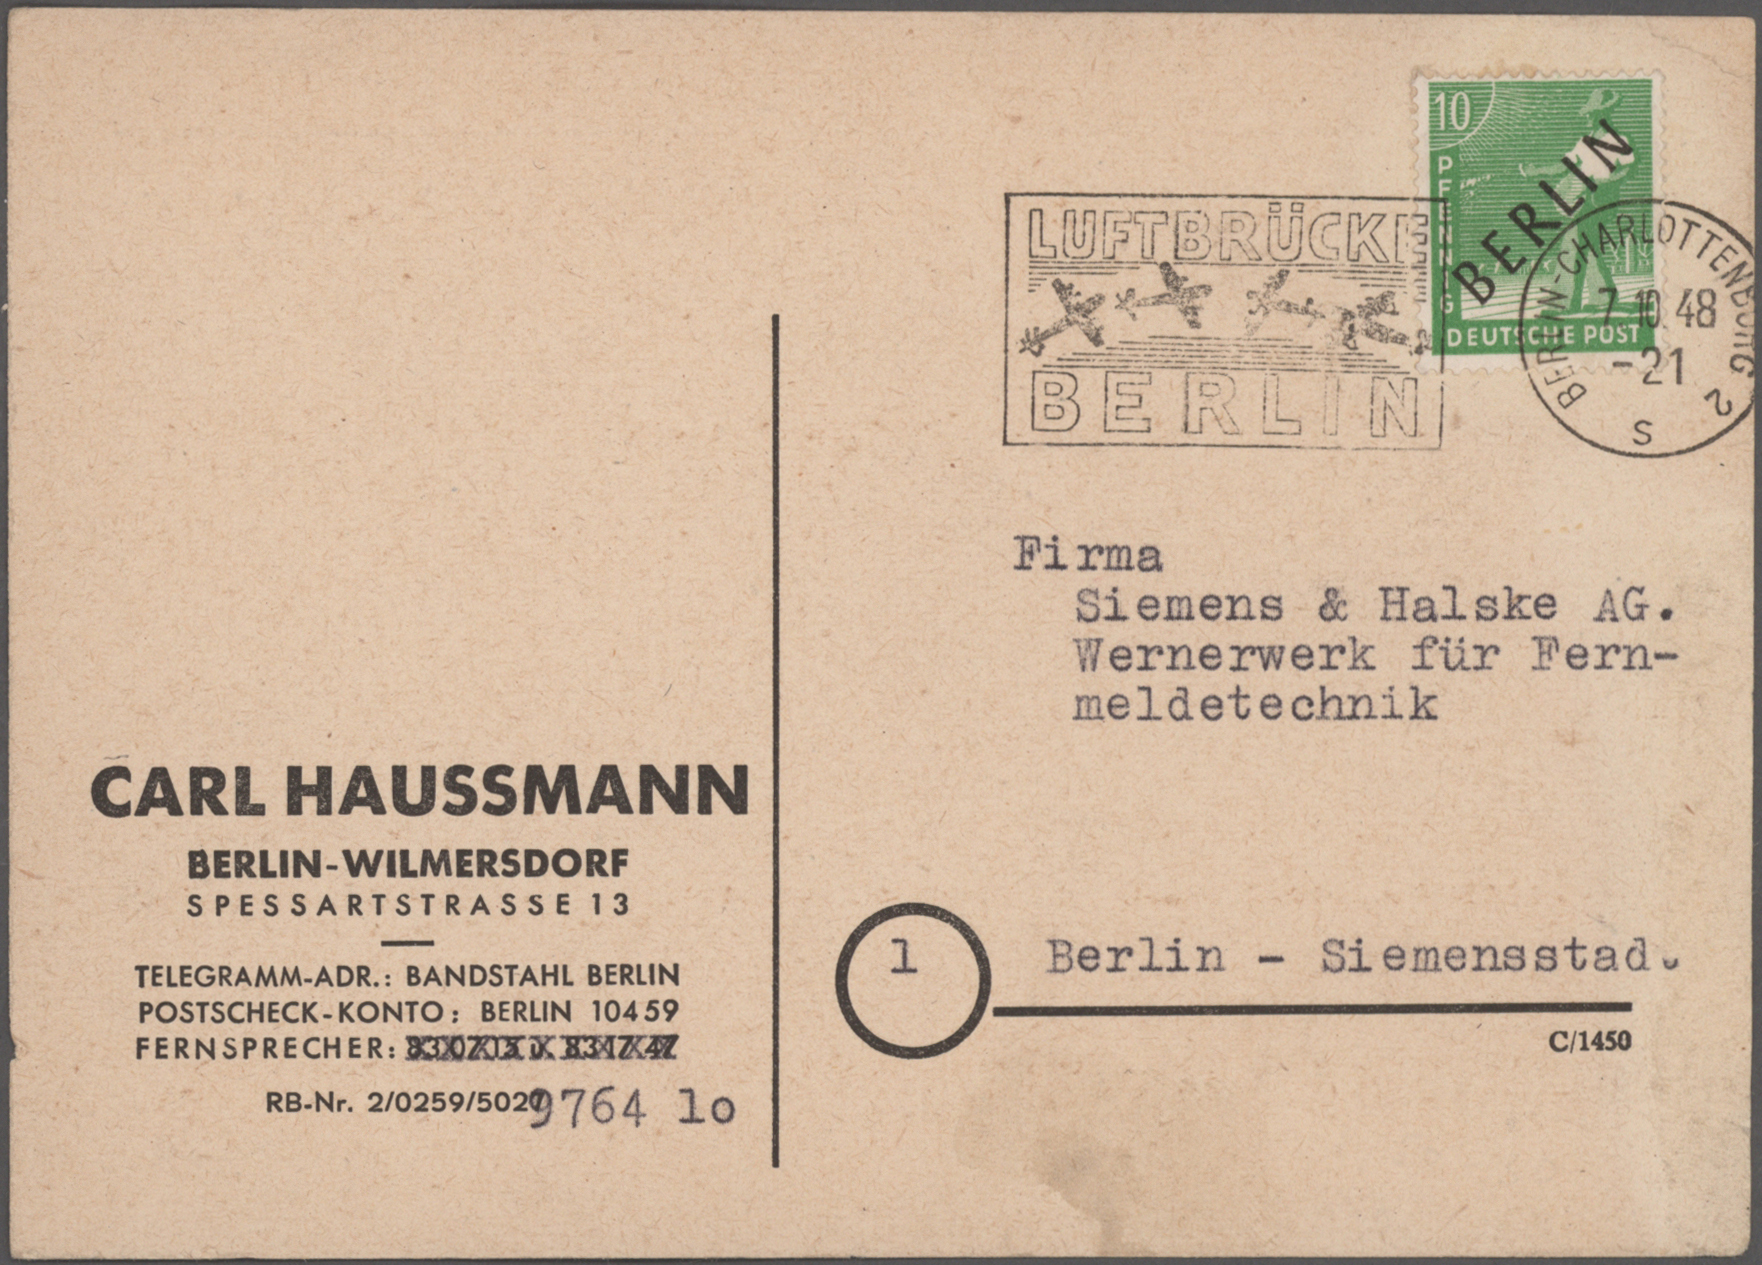 10
PFENNIG
BERLIN
DEUTSCHE POST
LUFTBRÜCKE
BERLIN
BERLIN-CHARLOTTENBURG 2
7.10.48
-21
S
Firma
Siemens & Halske AG.
Wernerwerk für Fern-
meldetechnik
1 Berlin - Siemensstad
C/1450
CARL HAUSSMANN
BERLIN-WILMERSDORF
SPESSARTSTRASSE 13
TELEGRAMM-ADR.: BANDSTAHL BERLIN
POSTSCHECK-KONTO: BERLIN 10459
FERNSPRECHER:
RB-Nr. 2/0259/5027
9764 lo